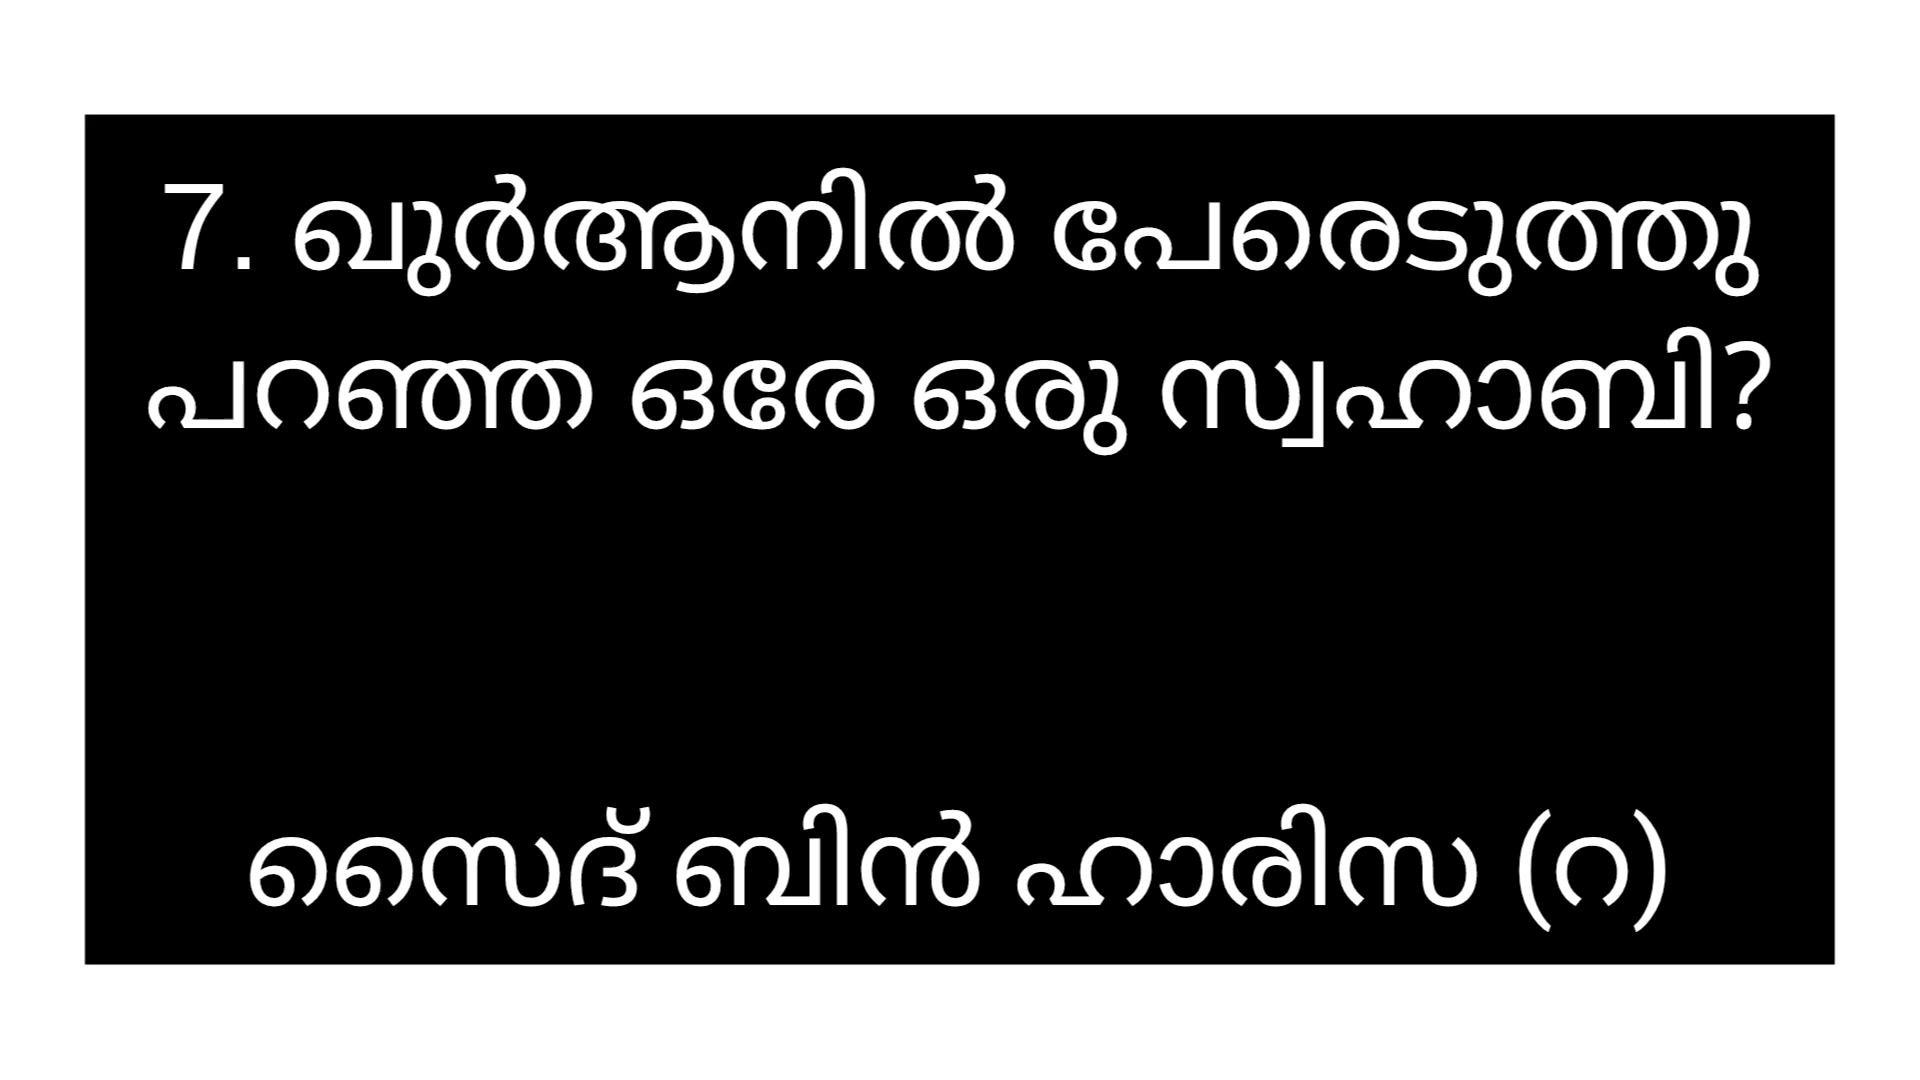 7. ഖുർആനിൽ പേരെടുത്തു
പറഞ്ഞ ഒരേ ഒരു സ്വഹാബി?
സൈദ് ബിൻ ഹാരിസ (റ)